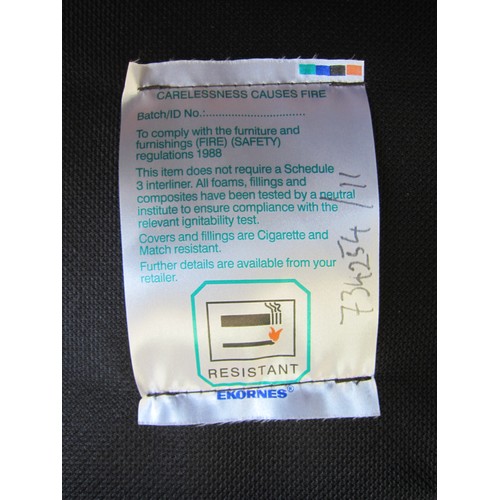 CARELESSNESS CAUSES FIRE
Batch/ID No.:................................
To comply with the furniture and
furnishings (FIRE) (SAFETY)
regulations 1988
This item does not require a Schedule
3 interliner. All foams, fillings and
composites have been tested by a neutral
institute to ensure compliance with the
relevant ignitability test.
Covers and fillings are Cigarette and
Match resistant.
Further details are available from your
retailer.
734254/111
RESISTANT
EKORNES